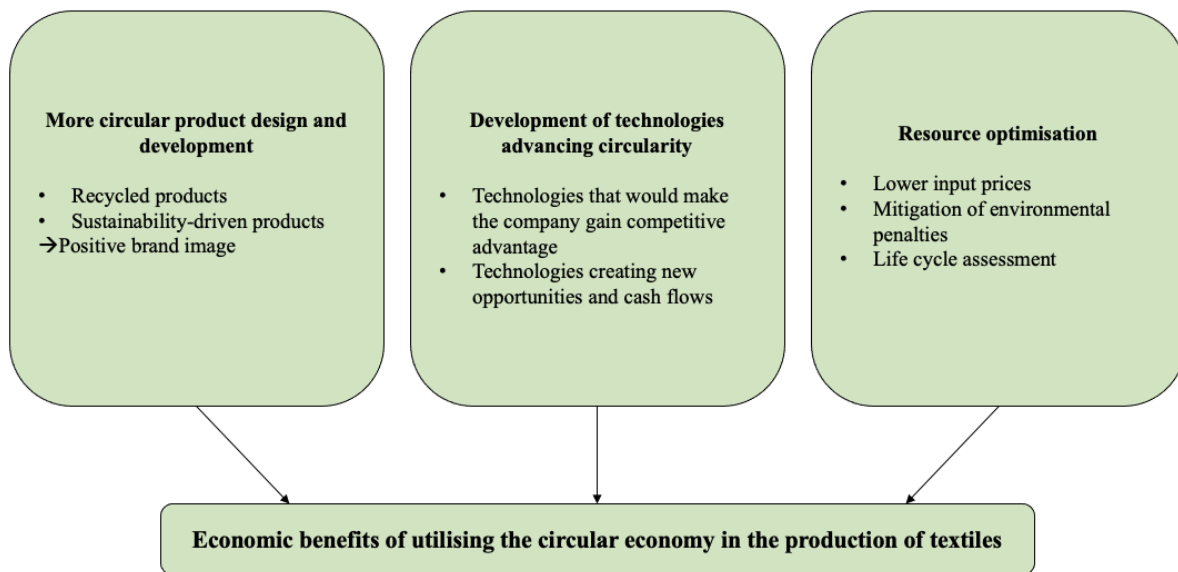 More circular product design and
development
• Recycled products
• Sustainability-driven products
→Positive brand image
Development of technologies
advancing circularity
• Technologies that would make
the company gain competitive
advantage
• Technologies creating new
opportunities and cash flows
Resource optimisation
• Lower input prices
• Mitigation of environmental
penalties
• Life cycle assessment
Economic benefits of utilising the circular economy in the production of textiles